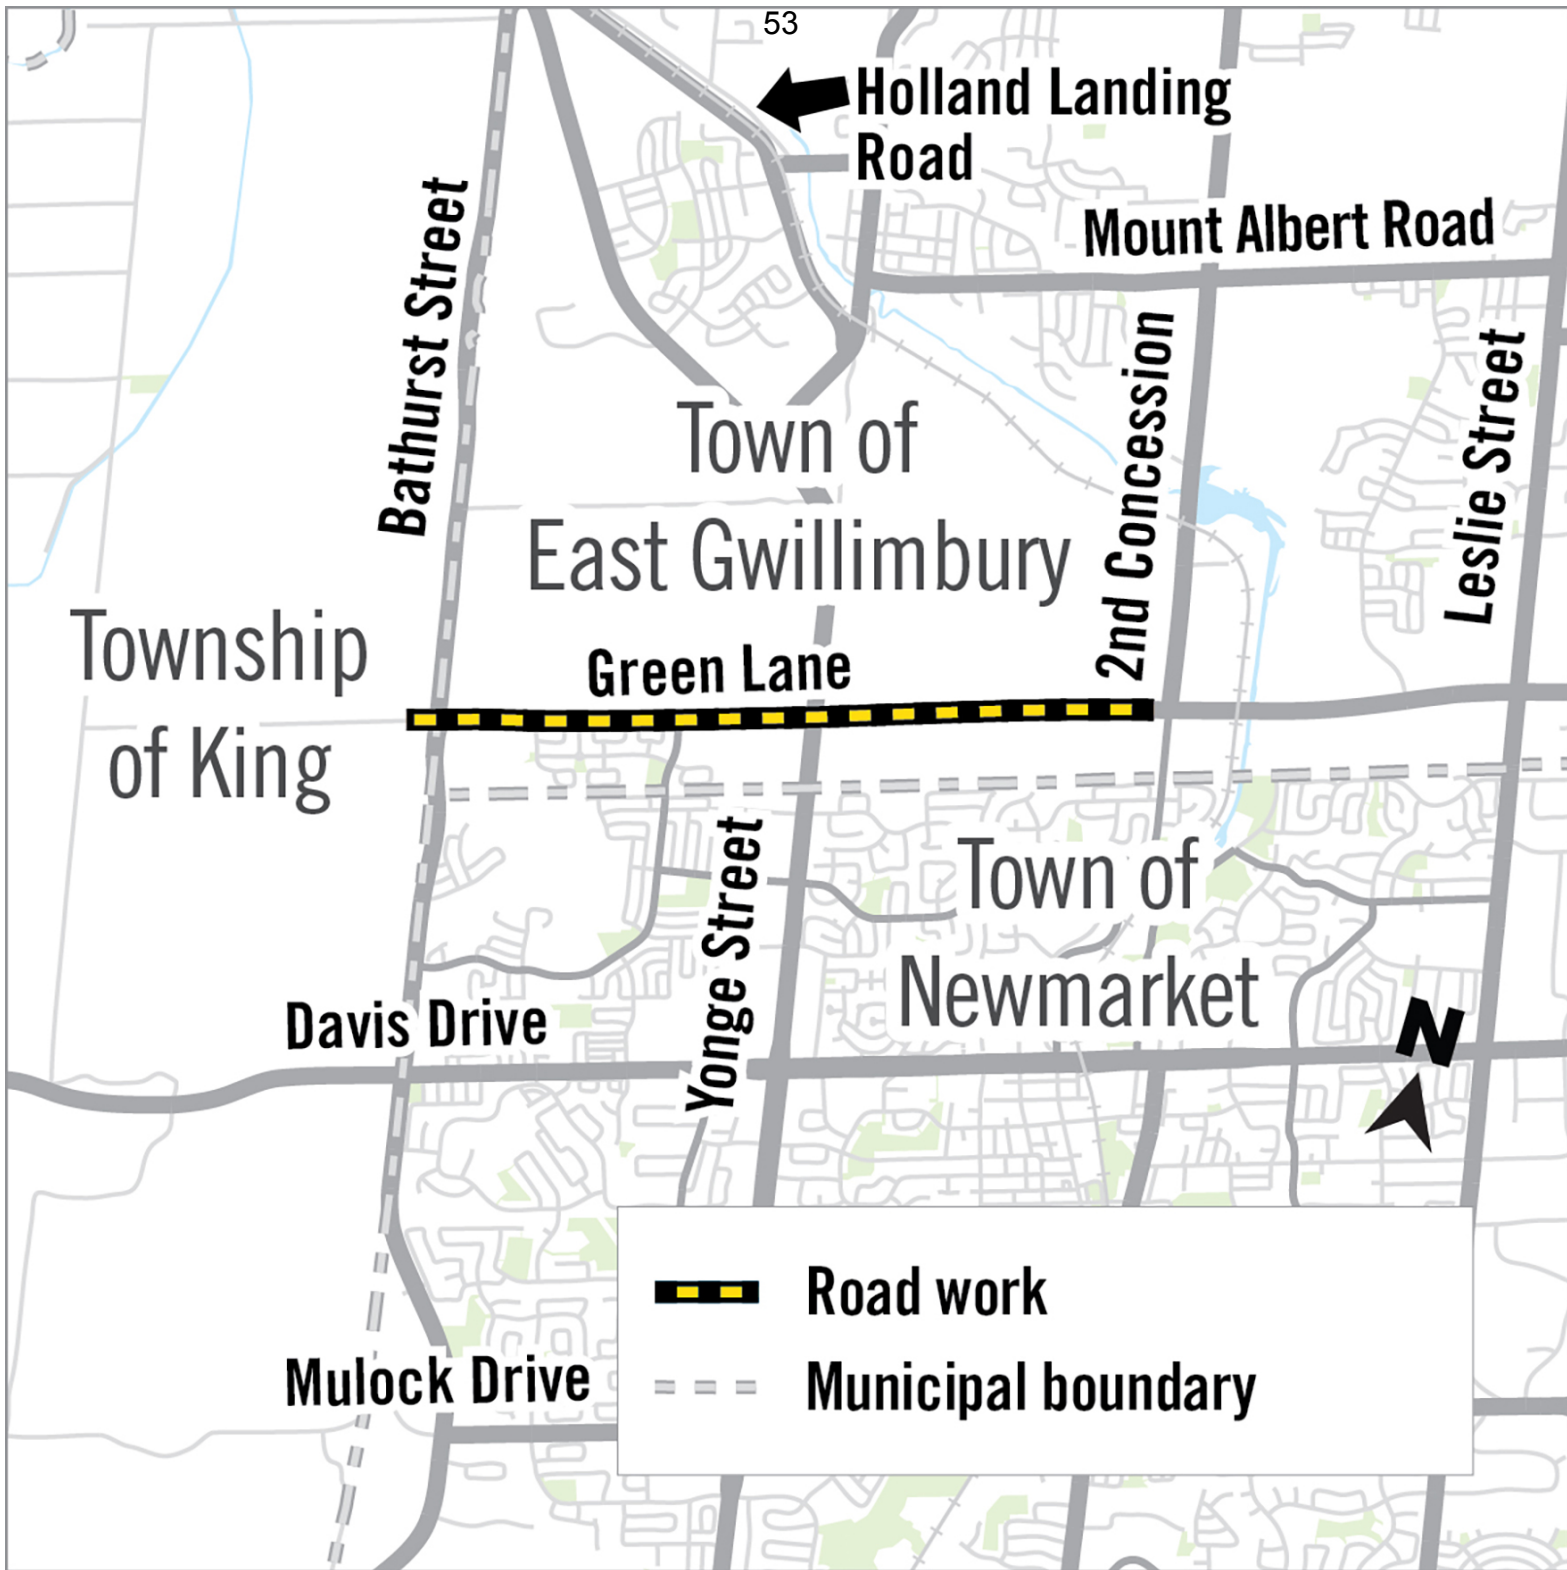 53
Holland Landing
Road
Mount Albert Road
Bathurst Street
2nd Concession
Leslie Street
Town of
East Gwillimbury
Township
of King
Green Lane
Yonge Street
Town of
Newmarket
Davis Drive
N
Mulock Drive
Road work
Municipal boundary